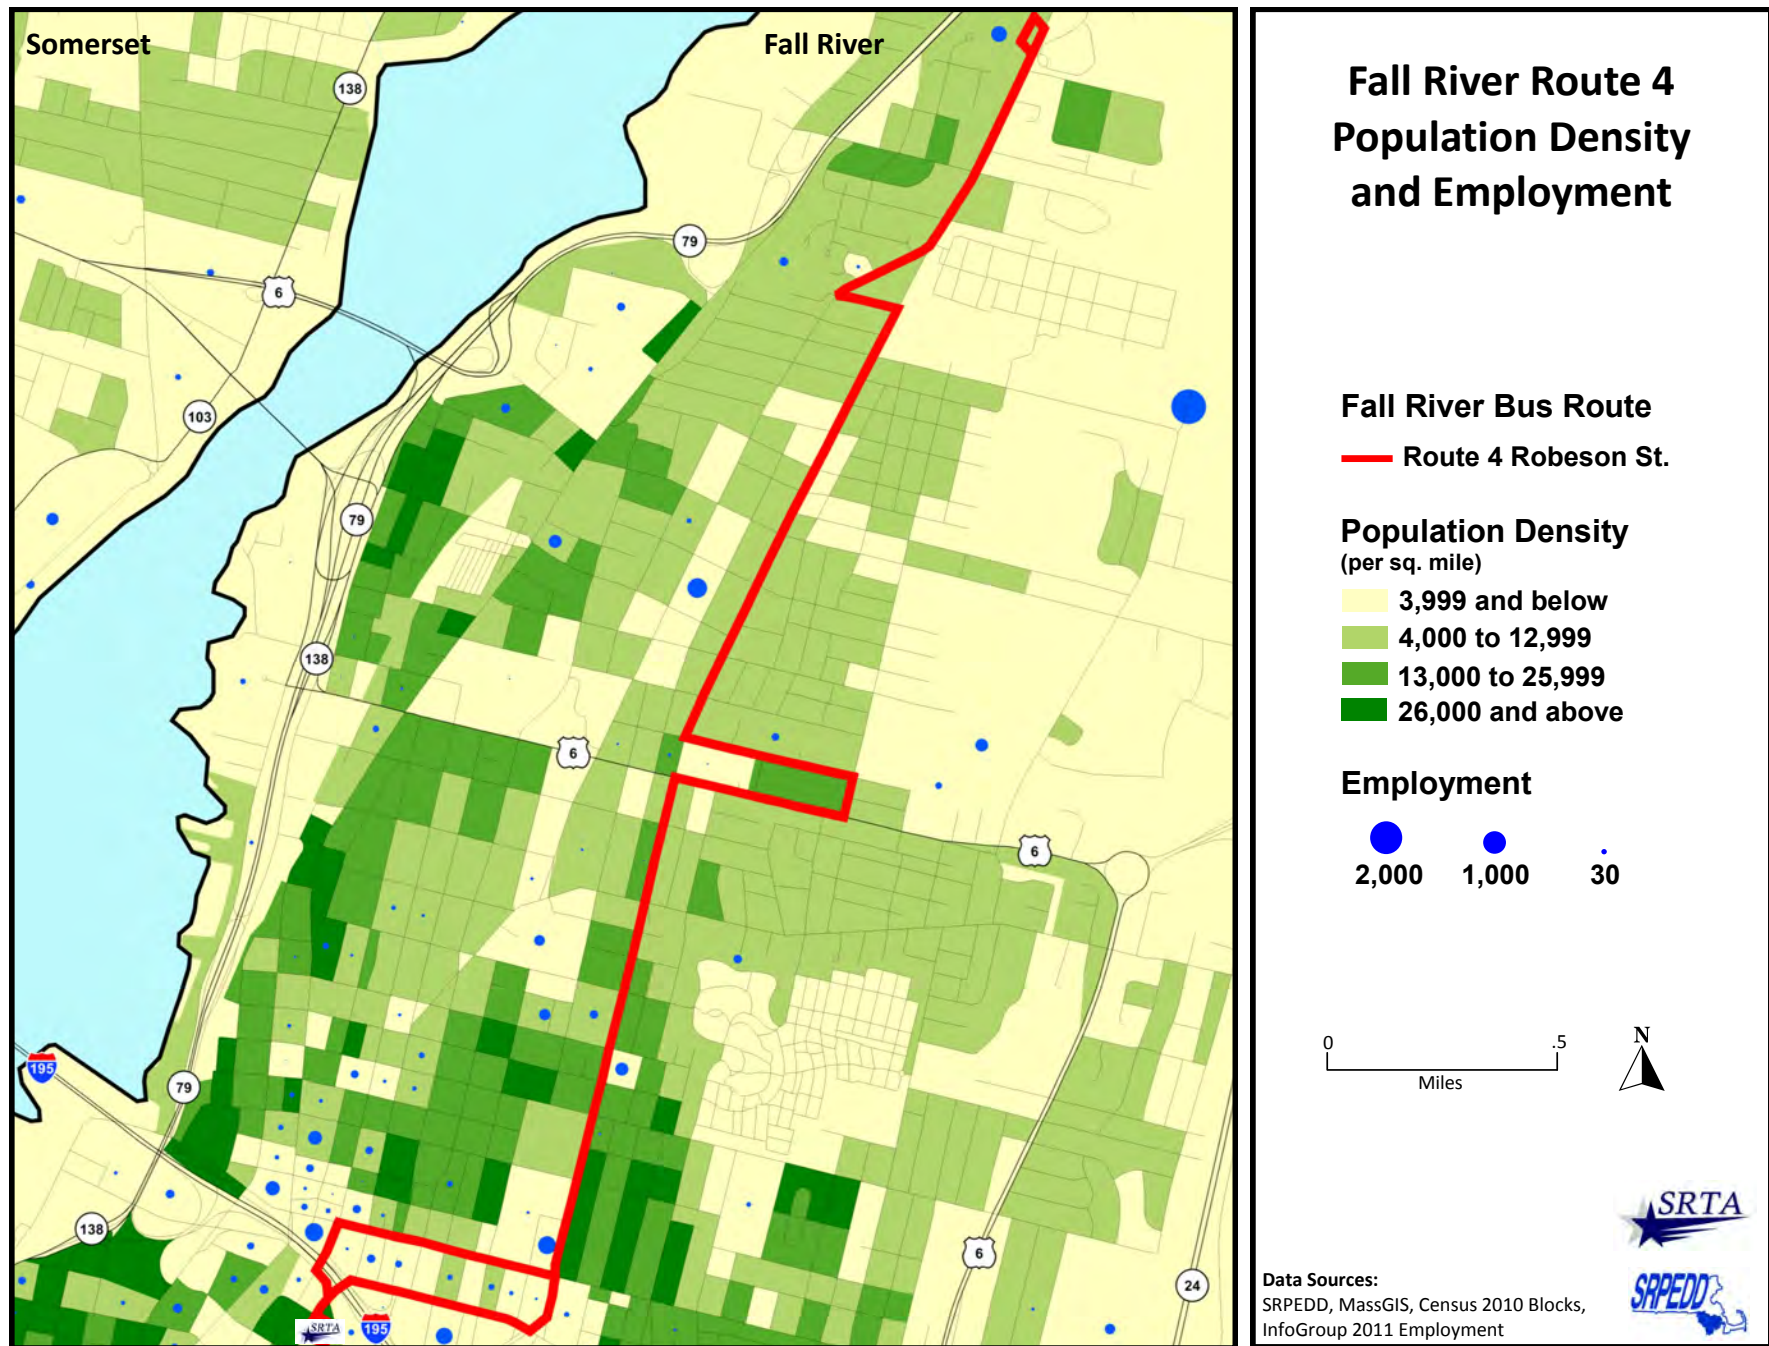 Somerset
Fall River
138
79
6
103
79
138
6
6
195
79
138
6
24
SRTA
195
Fall River Route 4
Population Density
and Employment
Fall River Bus Route
Route 4 Robeson St.
Population Density
(per sq. mile)
3,999 and below
4,000 to 12,999
13,000 to 25,999
26,000 and above
Employment
2,000 1,000 30
0 .5
Miles
N
SRTA
SRPEDD
Data Sources:
SRPEDD, MassGIS, Census 2010 Blocks,
InfoGroup 2011 Employment